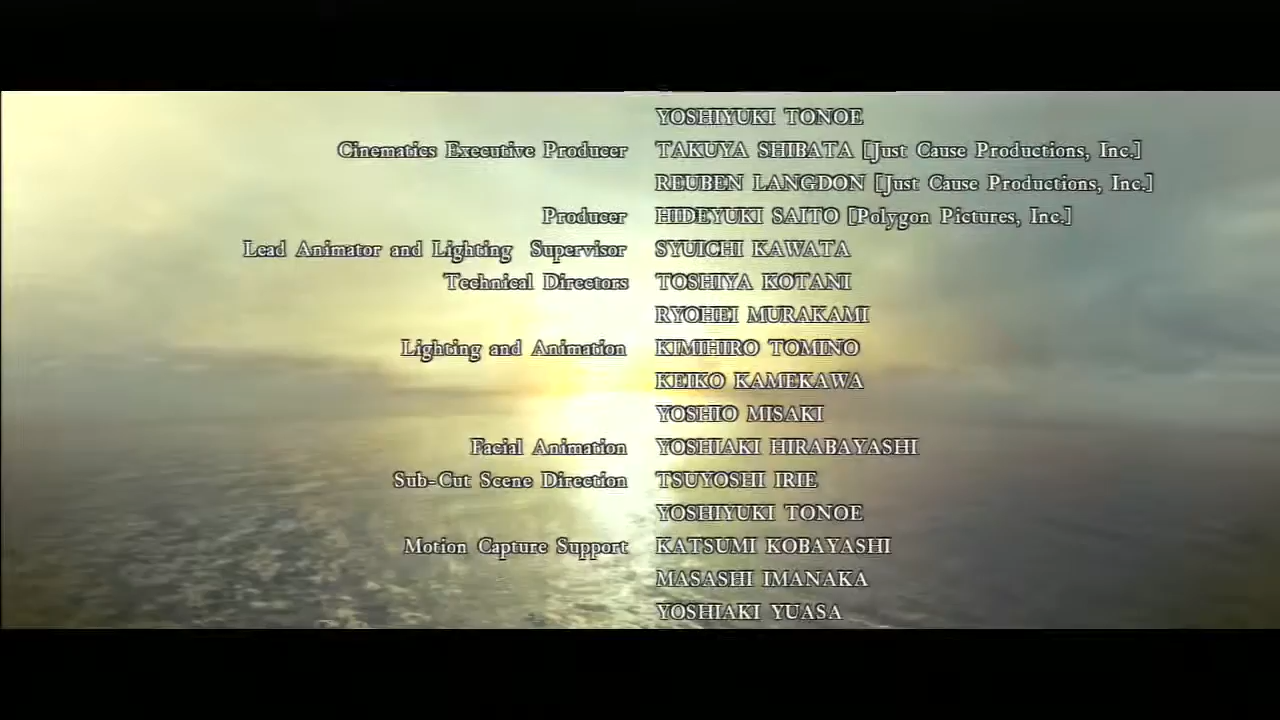 YOSHIYUKI TONOE
Cinematics Executive Producer TAKUYA SHIBATA [Just Cause Productions, Inc.]
REUBEN LANGDON [Just Cause Productions, Inc.]
Producer HIDEYUKI SAITO [Polygon Pictures, Inc.]
Lead Animator and Lighting Supervisor SYUICHI KAWATA
Technical Directors TOSHIYA KOTANI
RYOHEI MURAKAMI
Lighting and Animation KIMIHIRO TOMINO
KEIKO KAMEKAWA
YOSHIO MISAKI
Facial Animation YOSHIAKI HIRABAYASHI
Sub-Cut Scene Direction TSUYOSHI IRIE
YOSHIYUKI TONOE
Motion Capture Support KATSUMI KOBAYASHI
MASASHI IMANAKA
YOSHIAKI YUASA